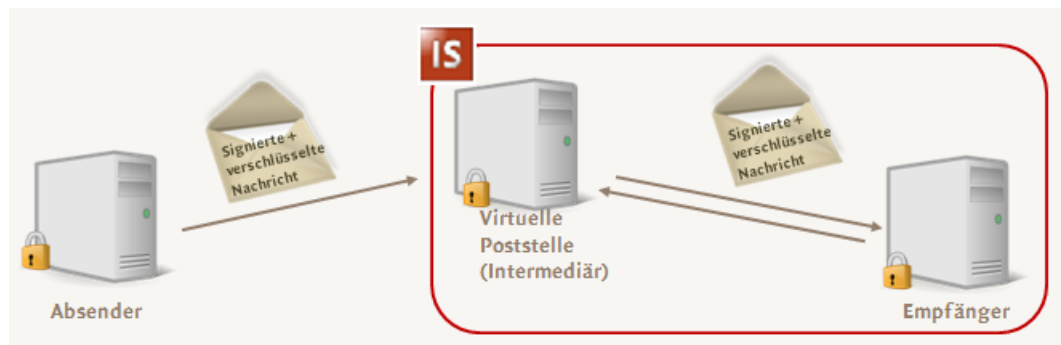 IS
Signierte +
verschlüsselte
Nachricht
Signierte +
verschlüsselte
Nachricht
Virtuelle
Poststelle
(Intermediär)
Absender
Empfänger